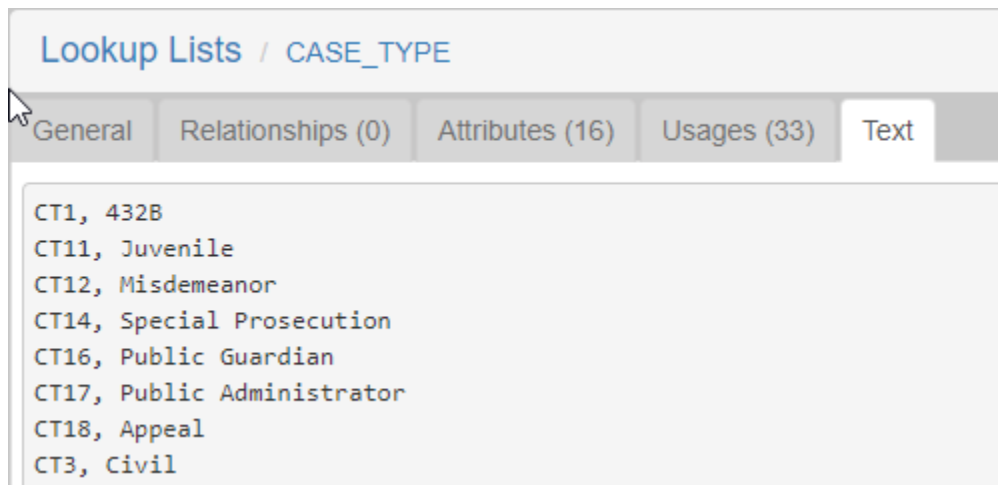 Lookup Lists / CASE_TYPE
General Relationships (0) Attributes (16) Usages (33) Text
CT1, 432B
CT11, Juvenile
CT12, Misdemeanor
CT14, Special Prosecution
CT16, Public Guardian
CT17, Public Administrator
CT18, Appeal
CT3, Civil